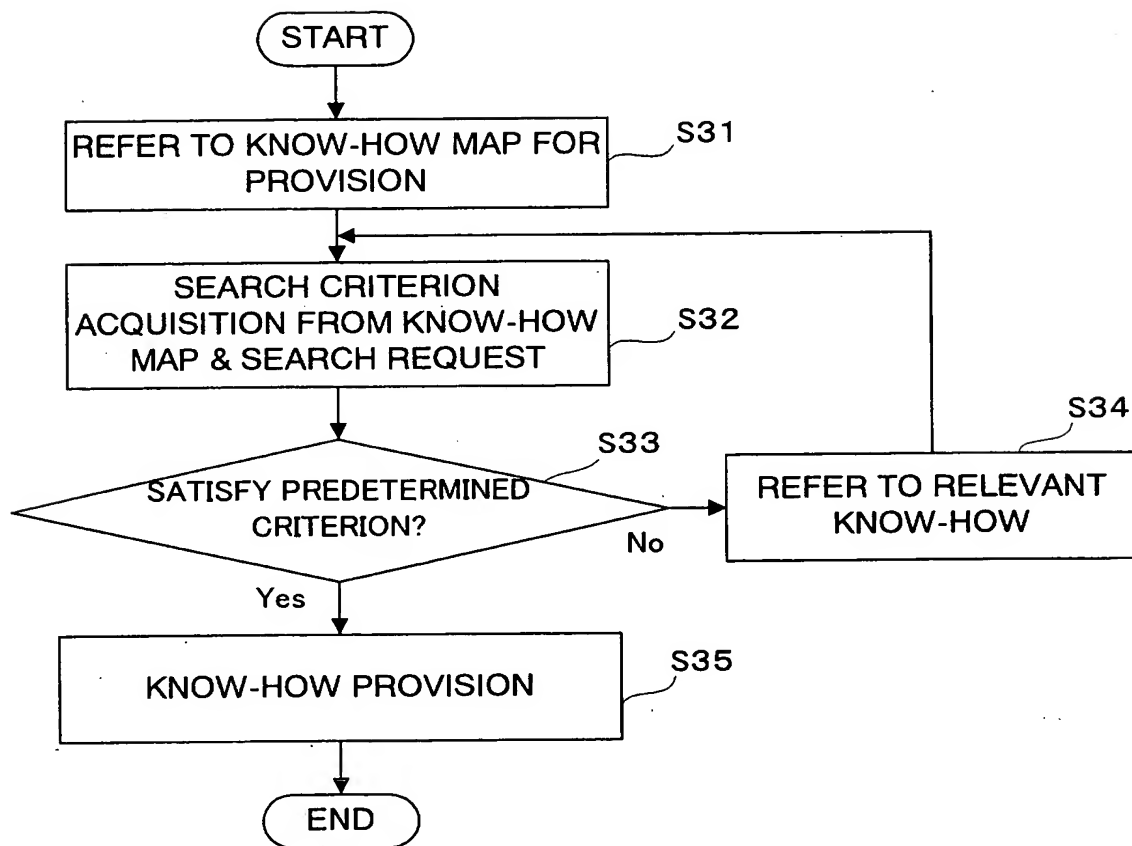 START
REFER TO KNOW-HOW MAP FOR
PROVISION
S31
SEARCH CRITERION
ACQUISITION FROM KNOW-HOW
MAP & SEARCH REQUEST
S32
S33
SATISFY PREDETERMINED
CRITERION?
No
Yes
S34
REFER TO RELEVANT
KNOW-HOW
KNOW-HOW PROVISION
S35
END